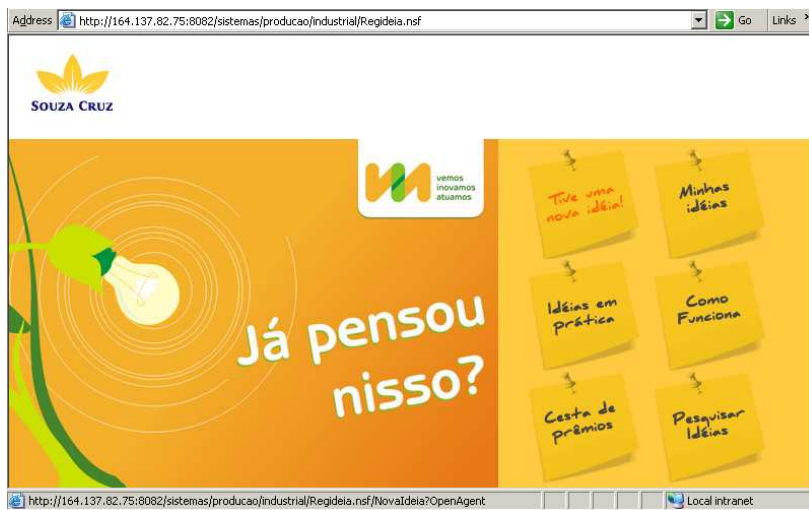 Address http://164.137.82.75:8082/sistemas/producao/industrial/Regideia.nsf Go Links »
SOUZA CRUZ
vemos
inovamos
atuamos
Já pensou
nisso?
Tive uma
nova idéia!
Minhas
idéias
Idéias em
prática
Como
Funciona
Cesta de
prêmios
Pesquisar
Idéias
http://164.137.82.75:8082/sistemas/producao/industrial/Regideia.nsf/NovaIdeia?OpenAgent Local intranet